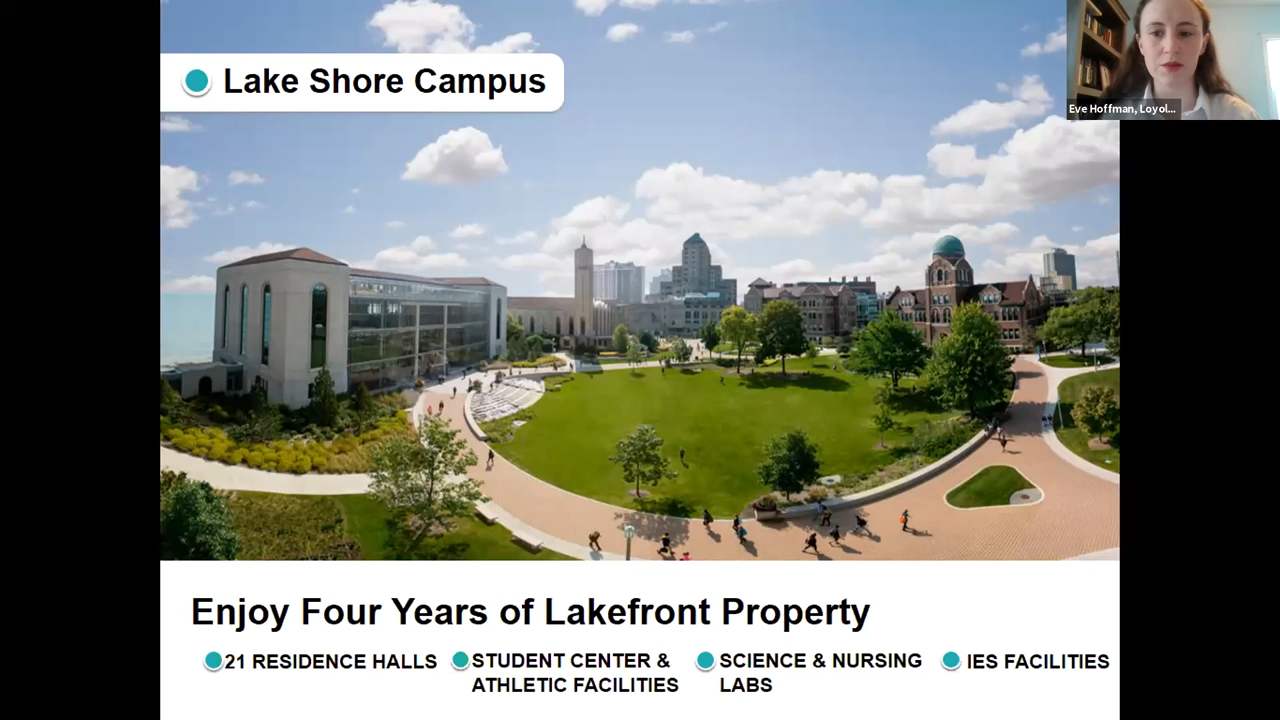 Lake Shore Campus
Eve Hoffman, Loyol...
Enjoy Four Years of Lakefront Property
21 RESIDENCE HALLS
STUDENT CENTER &
ATHLETIC FACILITIES
SCIENCE & NURSING
LABS
IES FACILITIES